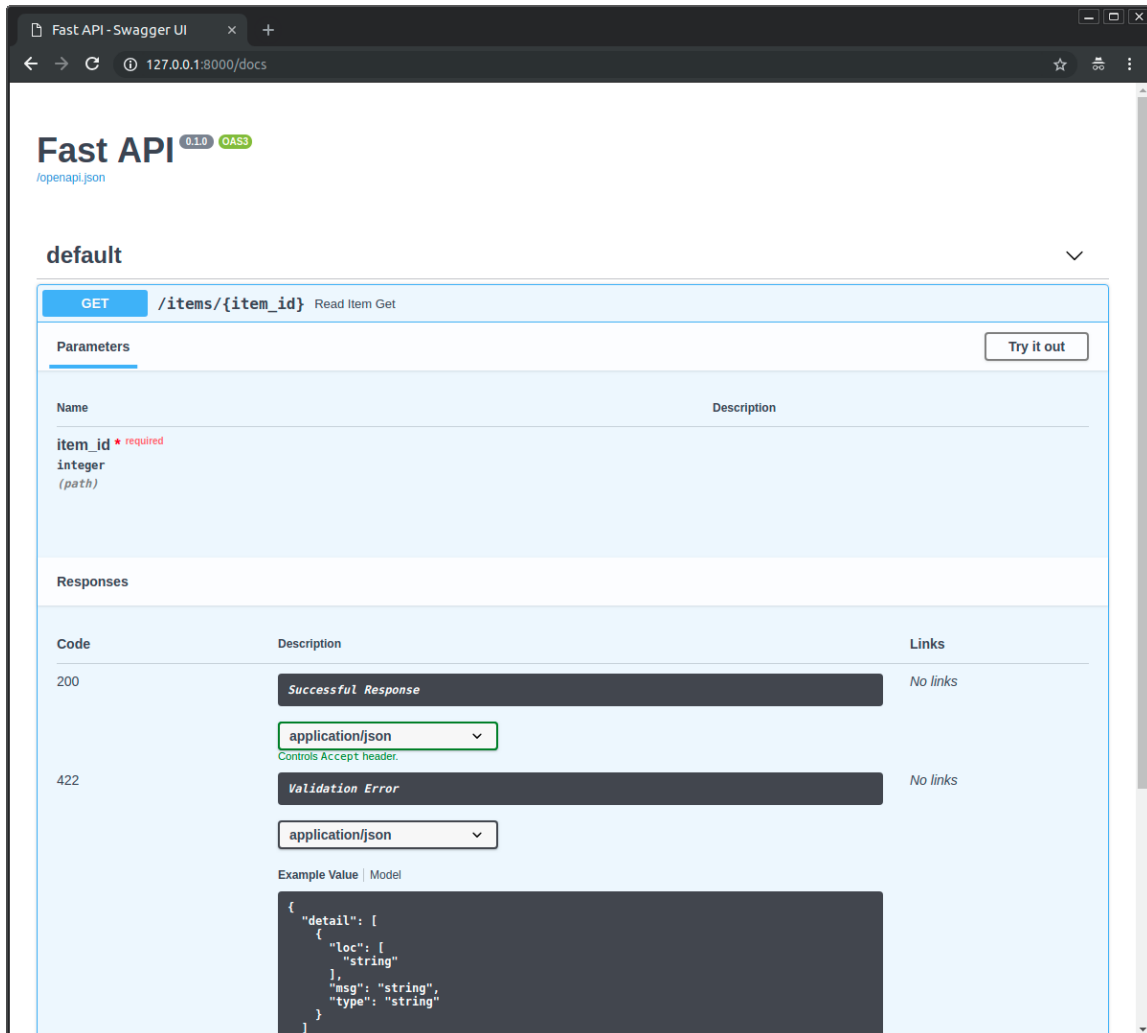 Fast API - Swagger UI
127.0.0.1:8000/docs
Fast API 0.1.0 OAS3
/openapi.json
default
GET /items/{item_id} Read Item Get
Parameters Try it out
Name Description
item_id * required
integer
(path)
Responses
Code Description Links
200 Successful Response No links
application/json
Controls Accept header.
422 Validation Error No links
application/json
Example Value Model
{
"detail": [
{
"loc": [
"string"
],
"msg": "string",
"type": "string"
}
]